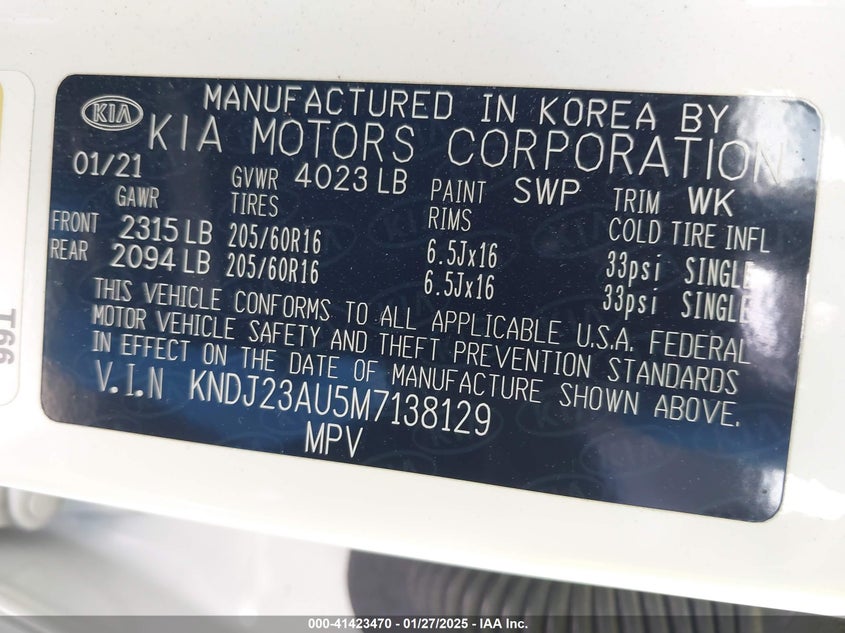 KIA
MANUFACTURED IN KOREA BY
KIA MOTORS CORPORATION
01/21 GVWR 4023 LB PAINT SWP TRIM WK
GAWR TIRES RIMS COLD TIRE INFL
FRONT 2315 LB 205/60R16 6.5Jx16 33psi SINGLE
REAR 2094 LB 205/60R16 6.5Jx16 33psi SINGLE
THIS VEHICLE CONFORMS TO ALL APPLICABLE U.S.A. FEDERAL
MOTOR VEHICLE SAFETY AND THEFT PREVENTION STANDARDS
IN EFFECT ON THE DATE OF MANUFACTURE SHOWN ABOVE.
V.I.N KNDJ23AU5M7138129
MPV
T66
000-41423470 — 01/27/2025 — IAA Inc.